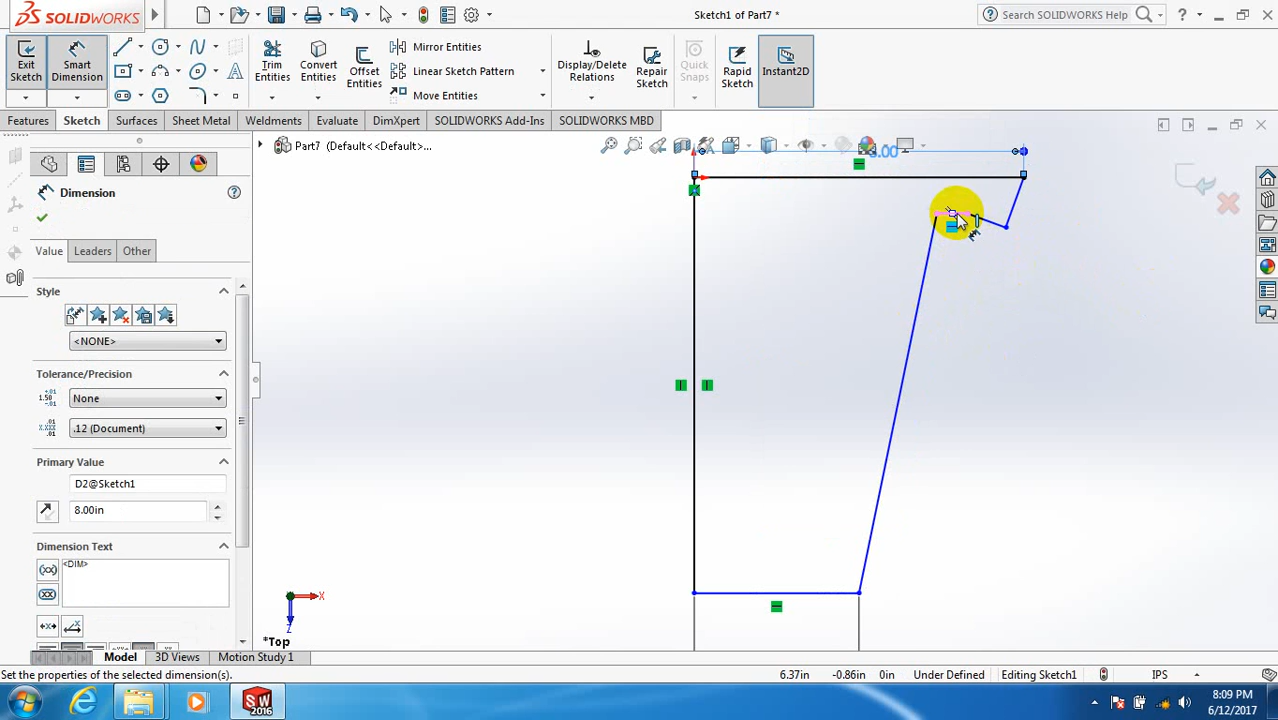 SOLIDWORKS
Sketch1 of Part7 *
Search SOLIDWORKS Help
Exit Sketch
Smart Dimension
Trim Entities
Convert Entities
Offset Entities
Mirror Entities
Linear Sketch Pattern
Move Entities
Display/Delete Relations
Repair Sketch
Quick Snaps
Rapid Sketch
Instant2D
Features
Sketch
Surfaces
Sheet Metal
Weldments
Evaluate
DimXpert
SOLIDWORKS Add-Ins
SOLIDWORKS MBD
Part7 (Default<<Default>...
Dimension
Value
Leaders
Other
Style
<NONE>
Tolerance/Precision
None
.12 (Document)
Primary Value
D2@Sketch1
8.00in
Dimension Text
<DIM>
X
Z
*Top
Model
3D Views
Motion Study 1
Set the properties of the selected dimension(s).
6.37in
-0.86in
0in
Under Defined
Editing Sketch1
IPS
SW
2016
8:09 PM
6/12/2017